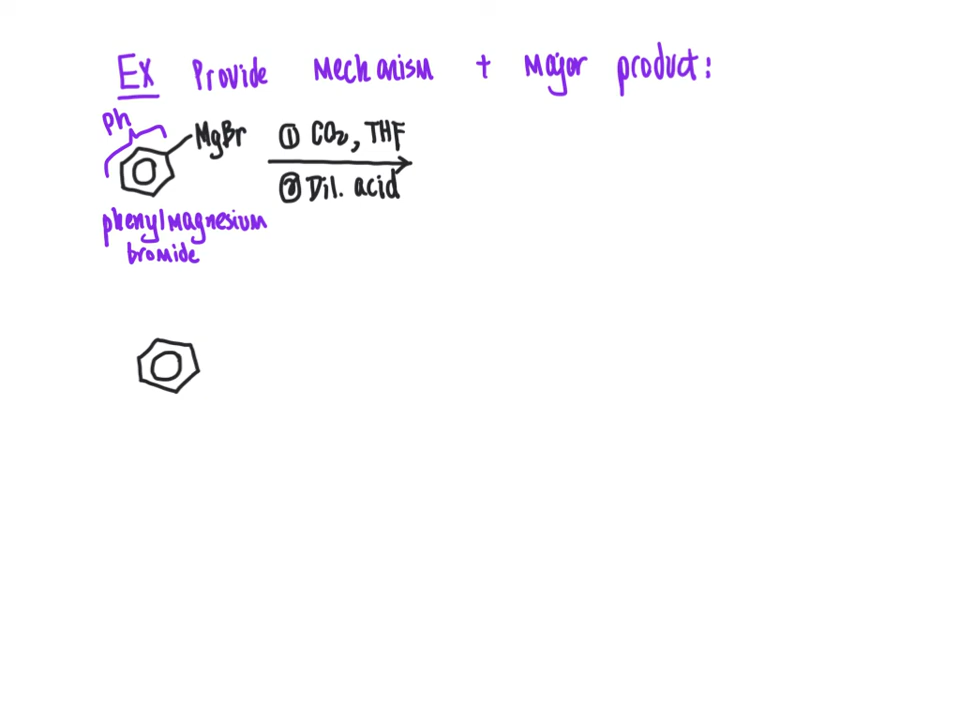 Ex Provide Mechanism + Major product:
Ph
MgBr
① CO₂, THF
② Dil. acid
phenylmagnesium
bromide